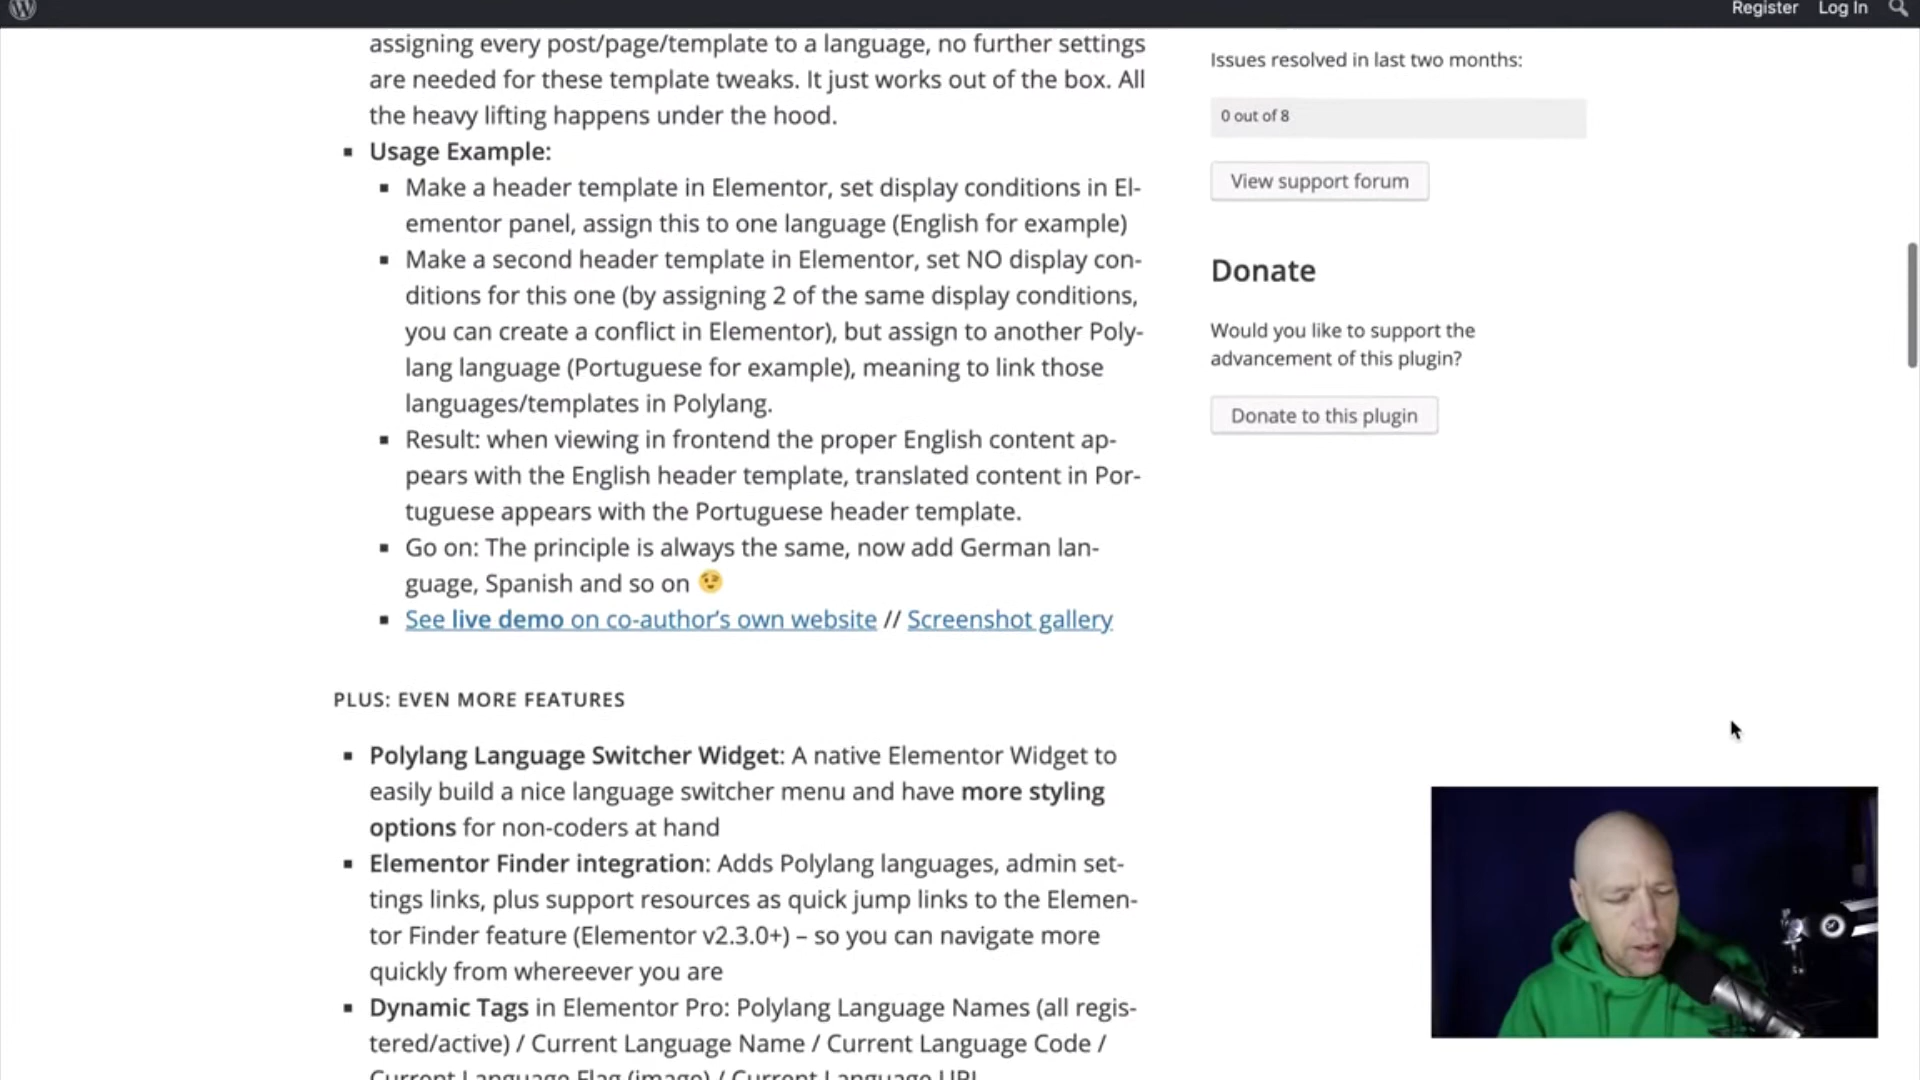 Register Log In
assigning every post/page/template to a language, no further settings
are needed for these template tweaks. It just works out of the box. All
the heavy lifting happens under the hood.
Usage Example:
Make a header template in Elementor, set display conditions in El-
ementor panel, assign this to one language (English for example)
Make a second header template in Elementor, set NO display con-
ditions for this one (by assigning 2 of the same display conditions,
you can create a conflict in Elementor), but assign to another Poly-
lang language (Portuguese for example), meaning to link those
languages/templates in Polylang.
Result: when viewing in frontend the proper English content ap-
pears with the English header template, translated content in Por-
tuguese appears with the Portuguese header template.
Go on: The principle is always the same, now add German lan-
guage, Spanish and so on 😉
See live demo on co-author’s own website // Screenshot gallery
PLUS: EVEN MORE FEATURES
Polylang Language Switcher Widget: A native Elementor Widget to
easily build a nice language switcher menu and have more styling
options for non-coders at hand
Elementor Finder integration: Adds Polylang languages, admin set-
tings links, plus support resources as quick jump links to the Elemen-
tor Finder feature (Elementor v2.3.0+) – so you can navigate more
quickly from whereever you are
Dynamic Tags in Elementor Pro: Polylang Language Names (all regis-
tered/active) / Current Language Name / Current Language Code /
Current Language Flag (image) / Current Language URL
Issues resolved in last two months:
0 out of 8
View support forum
Donate
Would you like to support the
advancement of this plugin?
Donate to this plugin